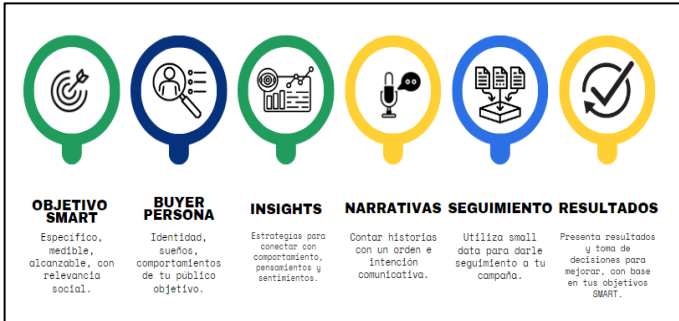 OBJETIVO
SMART
Específico,
medible,
alcanzable, con
relevancia
social.
BUYER
PERSONA
Identidad,
sueños,
comportamientos
de tu público
objetivo.
INSIGHTS
Estrategias para
conectar con
comportamiento,
pensamientos y
sentimientos.
NARRATIVAS
Contar historias
con un orden e
intención
comunicativa.
SEGUIMIENTO
Utiliza small
data para darle
seguimiento a tu
campaña.
RESULTADOS
Presenta resultados
y toma de
decisiones para
mejorar, con base
en tus objetivos
SMART.